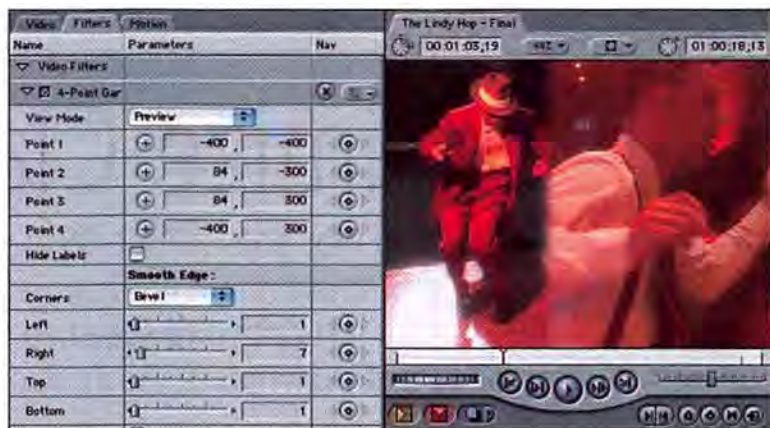 Video Filters Motion
Name Parameters Nav
Video Filters
4-Point Gar
View Mode Preview
Point 1 -400 , -400
Point 2 84 , -300
Point 3 84 , 300
Point 4 -400 , 300
Hide Labels
Smooth Edge :
Corners Bevel
Left 1
Right 7
Top 1
Bottom 1
The Lindy Hop - Final
00:01:03;19 01:00:18;13